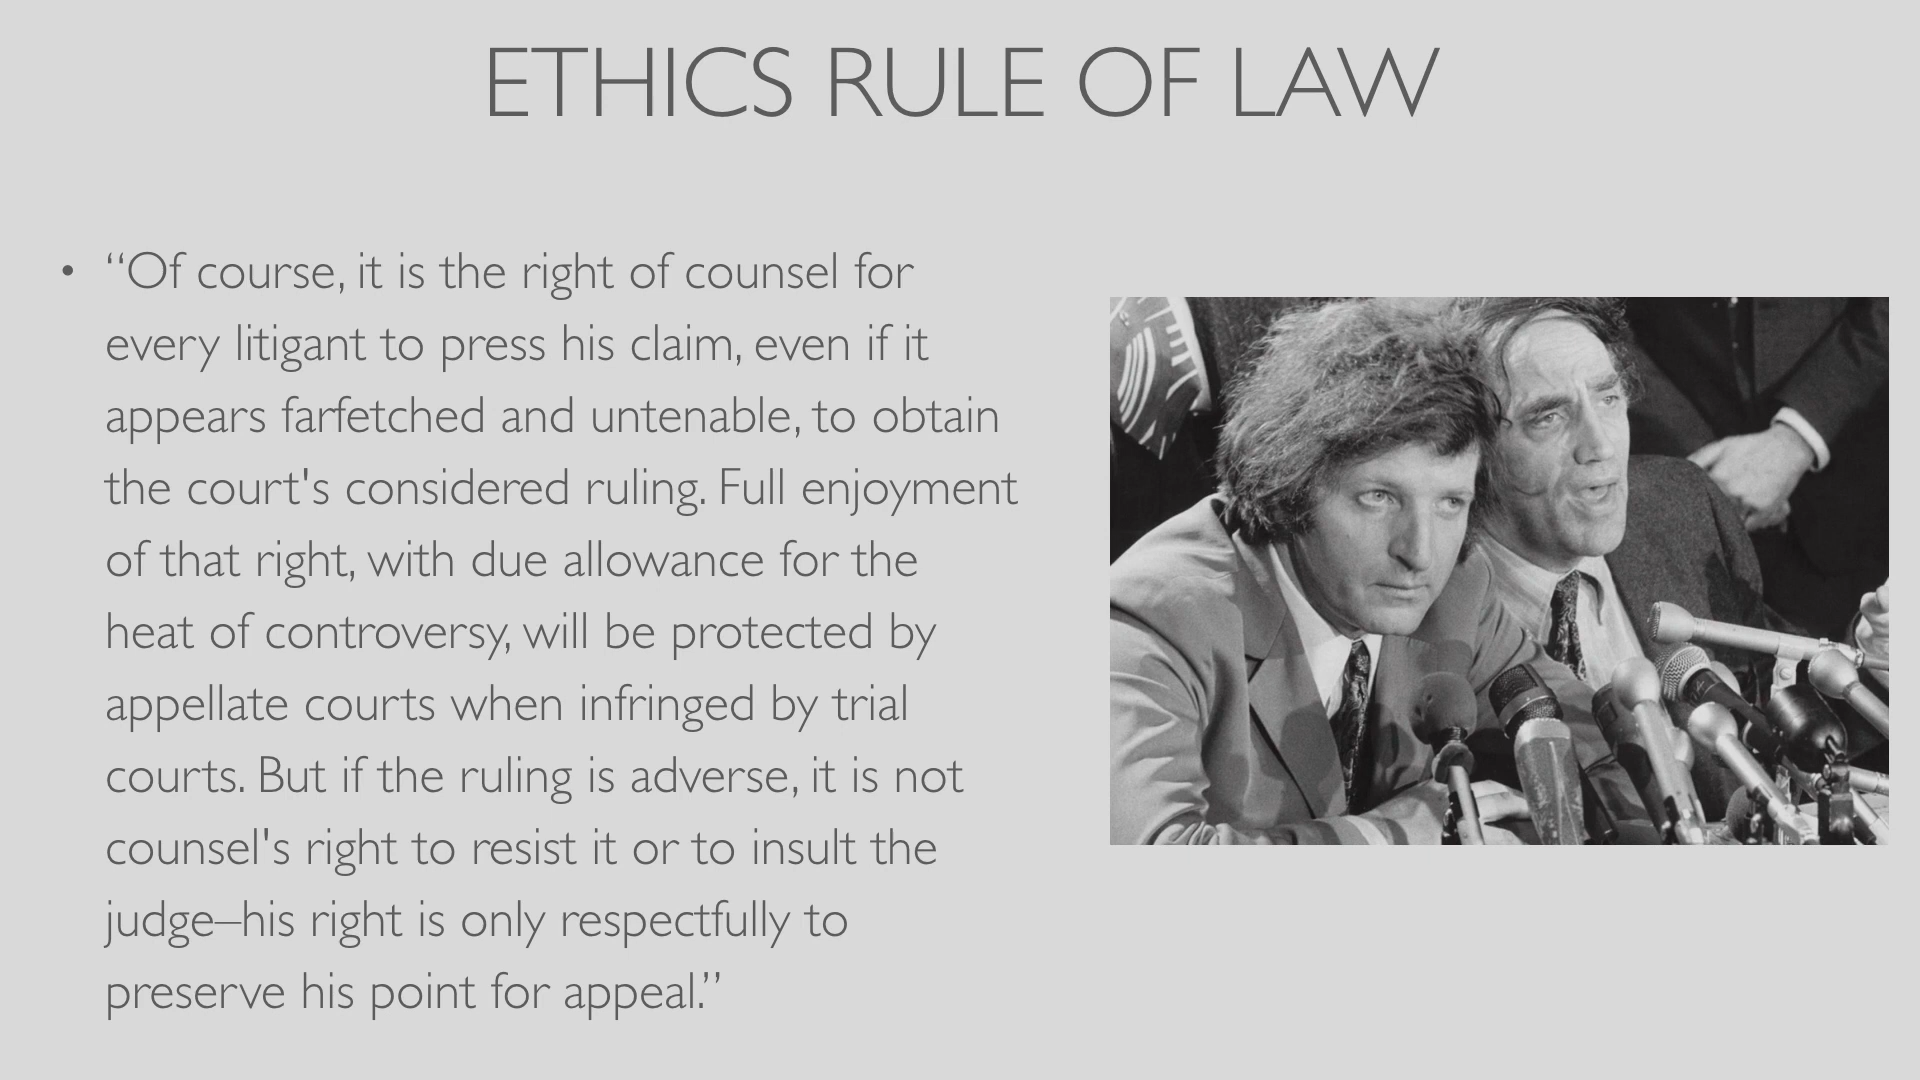 ETHICS RULE OF LAW
• “Of course, it is the right of counsel for
every litigant to press his claim, even if it
appears farfetched and untenable, to obtain
the court's considered ruling. Full enjoyment
of that right, with due allowance for the
heat of controversy, will be protected by
appellate courts when infringed by trial
courts. But if the ruling is adverse, it is not
counsel's right to resist it or to insult the
judge–his right is only respectfully to
preserve his point for appeal.”